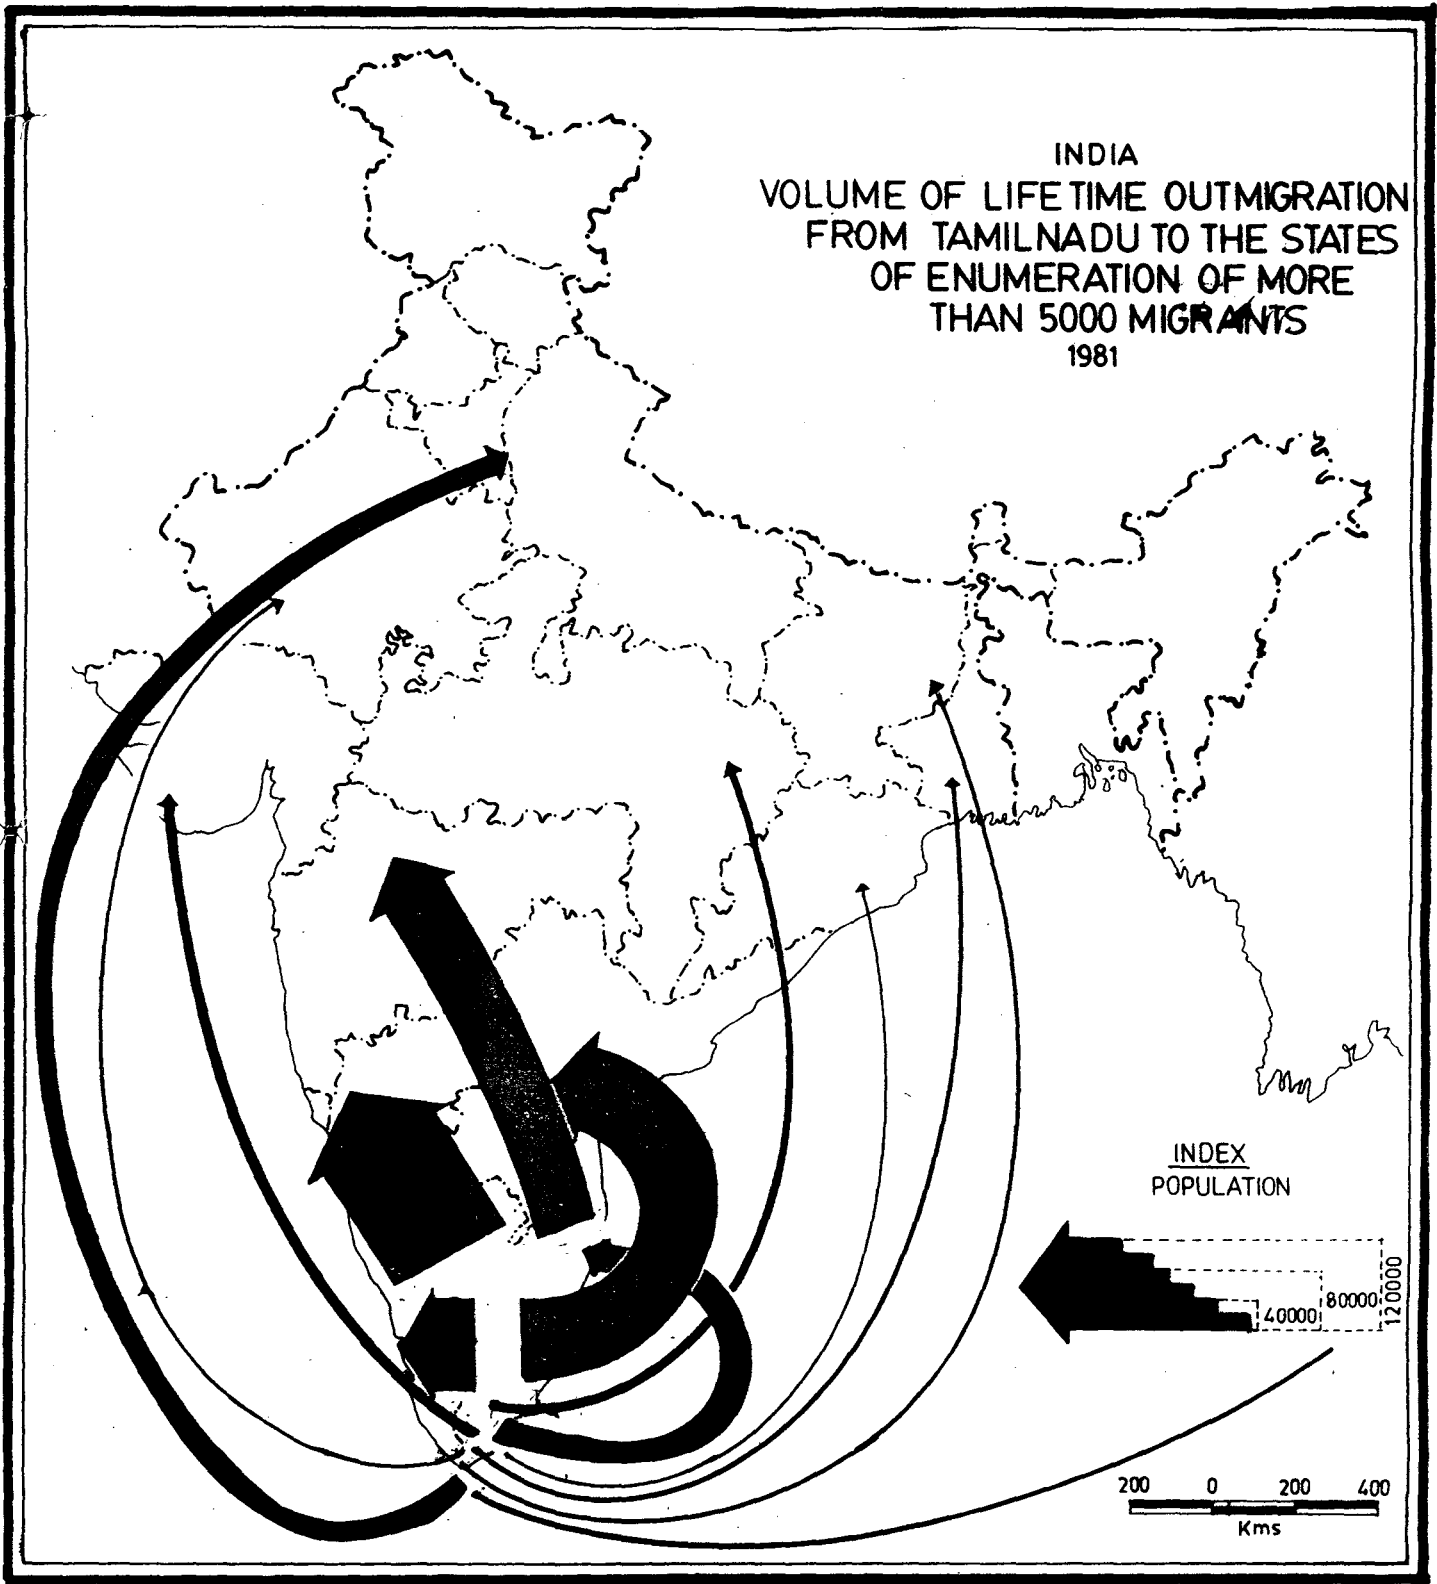 INDIA
VOLUME OF LIFETIME OUTMIGRATION
FROM TAMILNADU TO THE STATES
OF ENUMERATION OF MORE
THAN 5000 MIGRANTS
1981
INDEX
POPULATION
40000
80000
120000
200 0 200 400
Kms